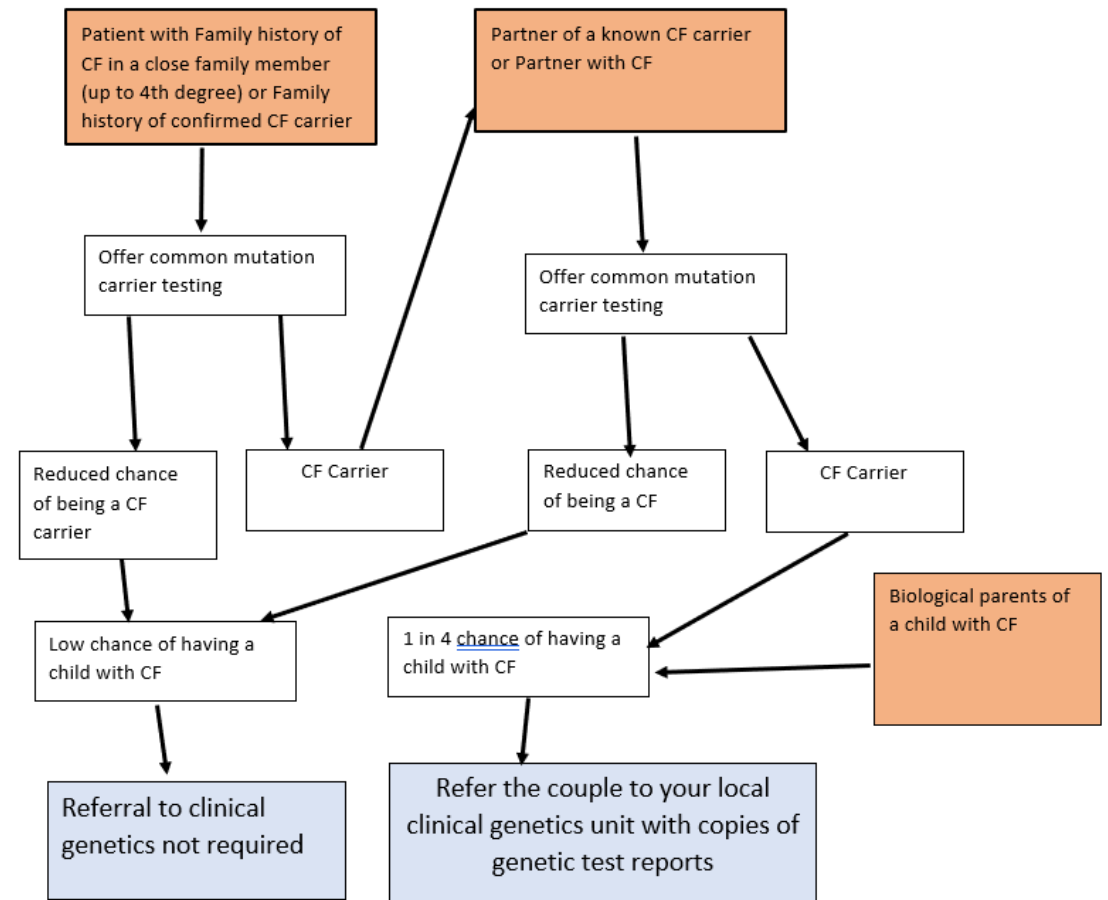 Patient with Family history of
CF in a close family member
(up to 4th degree) or Family
history of confirmed CF carrier
Partner of a known CF carrier
or Partner with CF
Offer common mutation
carrier testing
Offer common mutation
carrier testing
Reduced chance
of being a CF
carrier
CF Carrier
Reduced chance
of being a CF
CF Carrier
Biological parents of
a child with CF
Low chance of having a
child with CF
1 in 4 chance of having a
child with CF
Referral to clinical
genetics not required
Refer the couple to your local
clinical genetics unit with copies of
genetic test reports